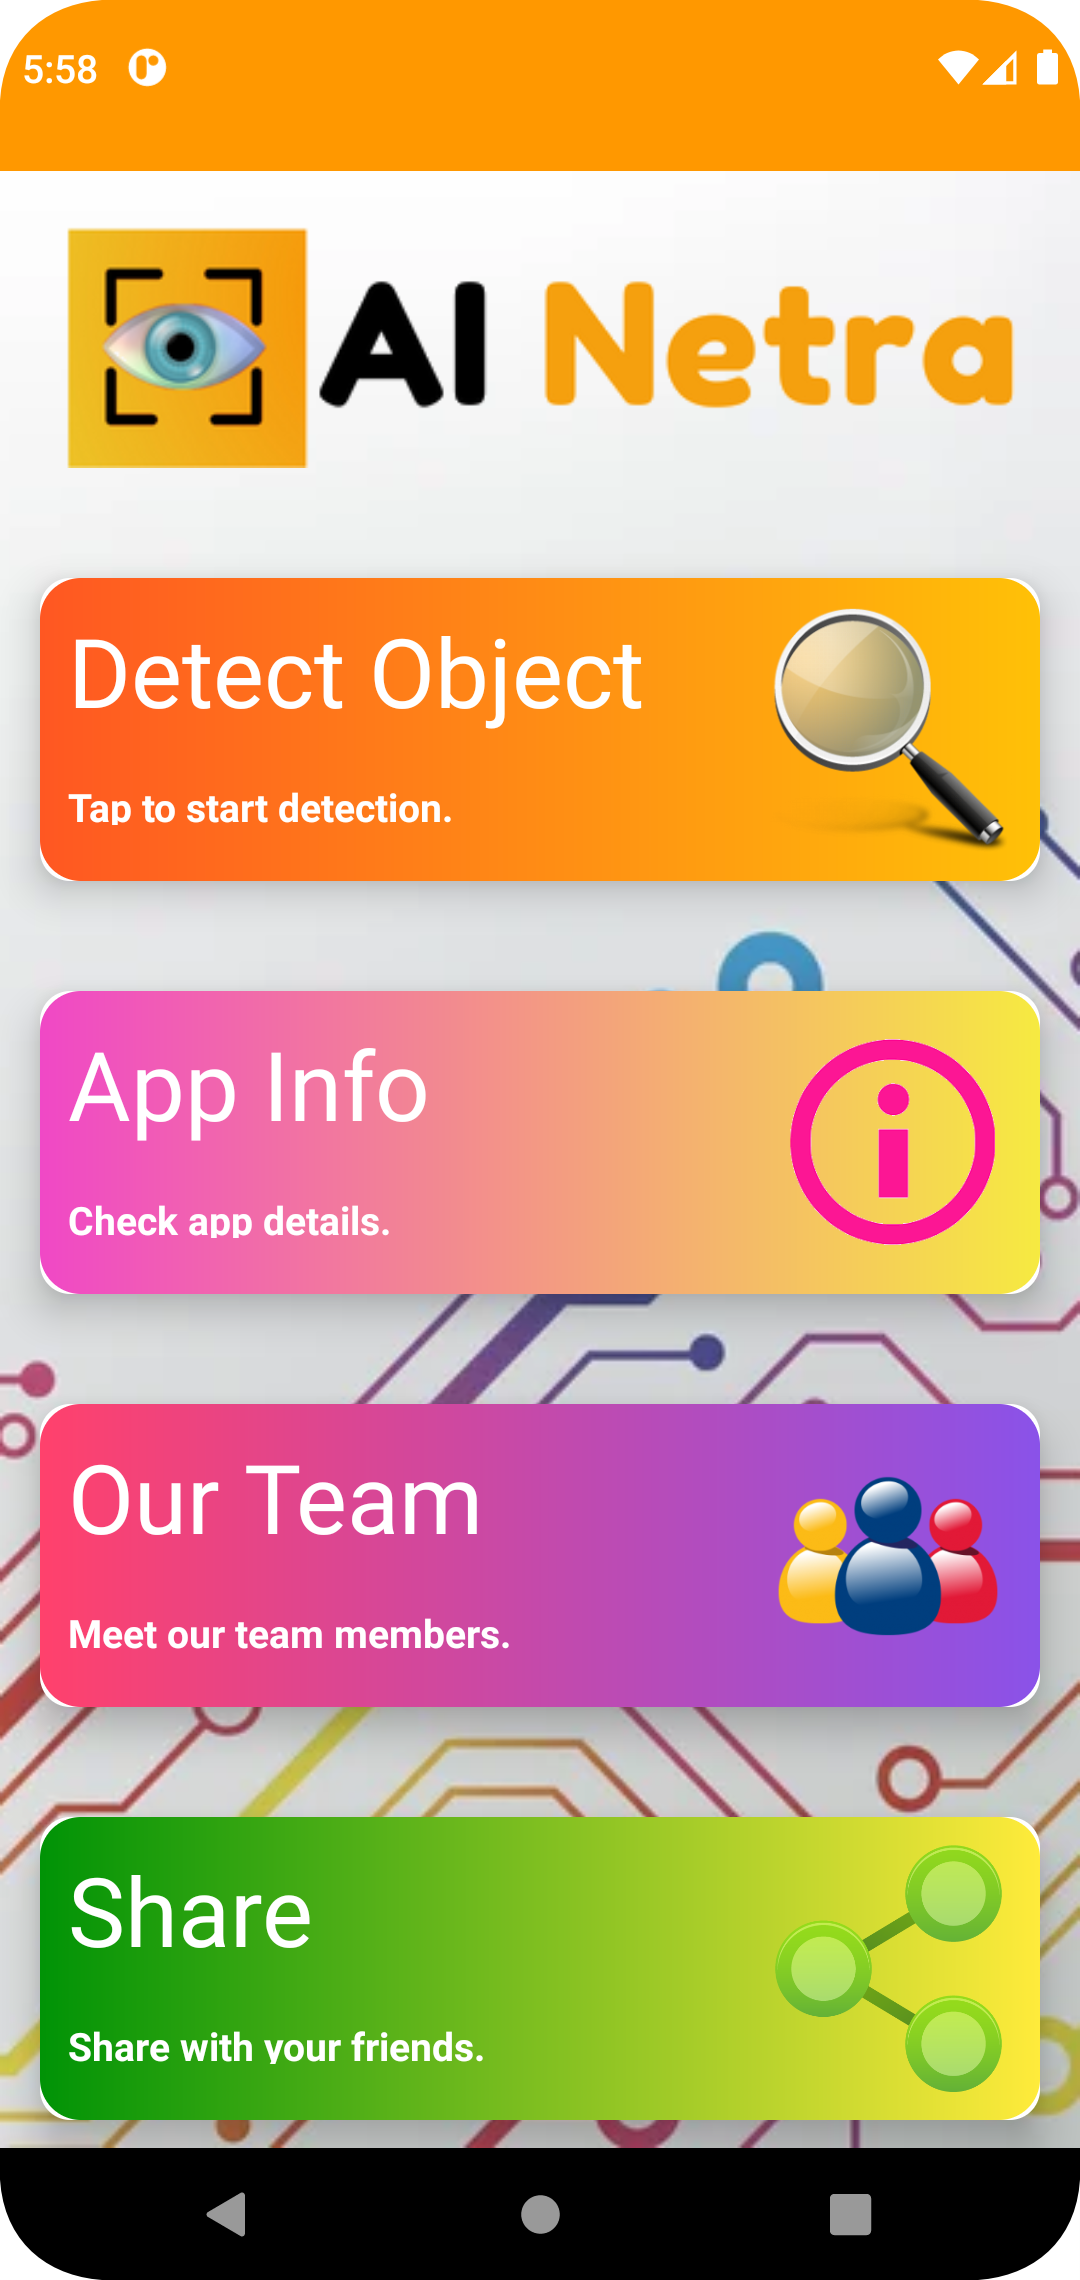 5:58
AI Netra
Detect Object
Tap to start detection.
App Info
Check app details.
Our Team
Meet our team members.
Share
Share with your friends.